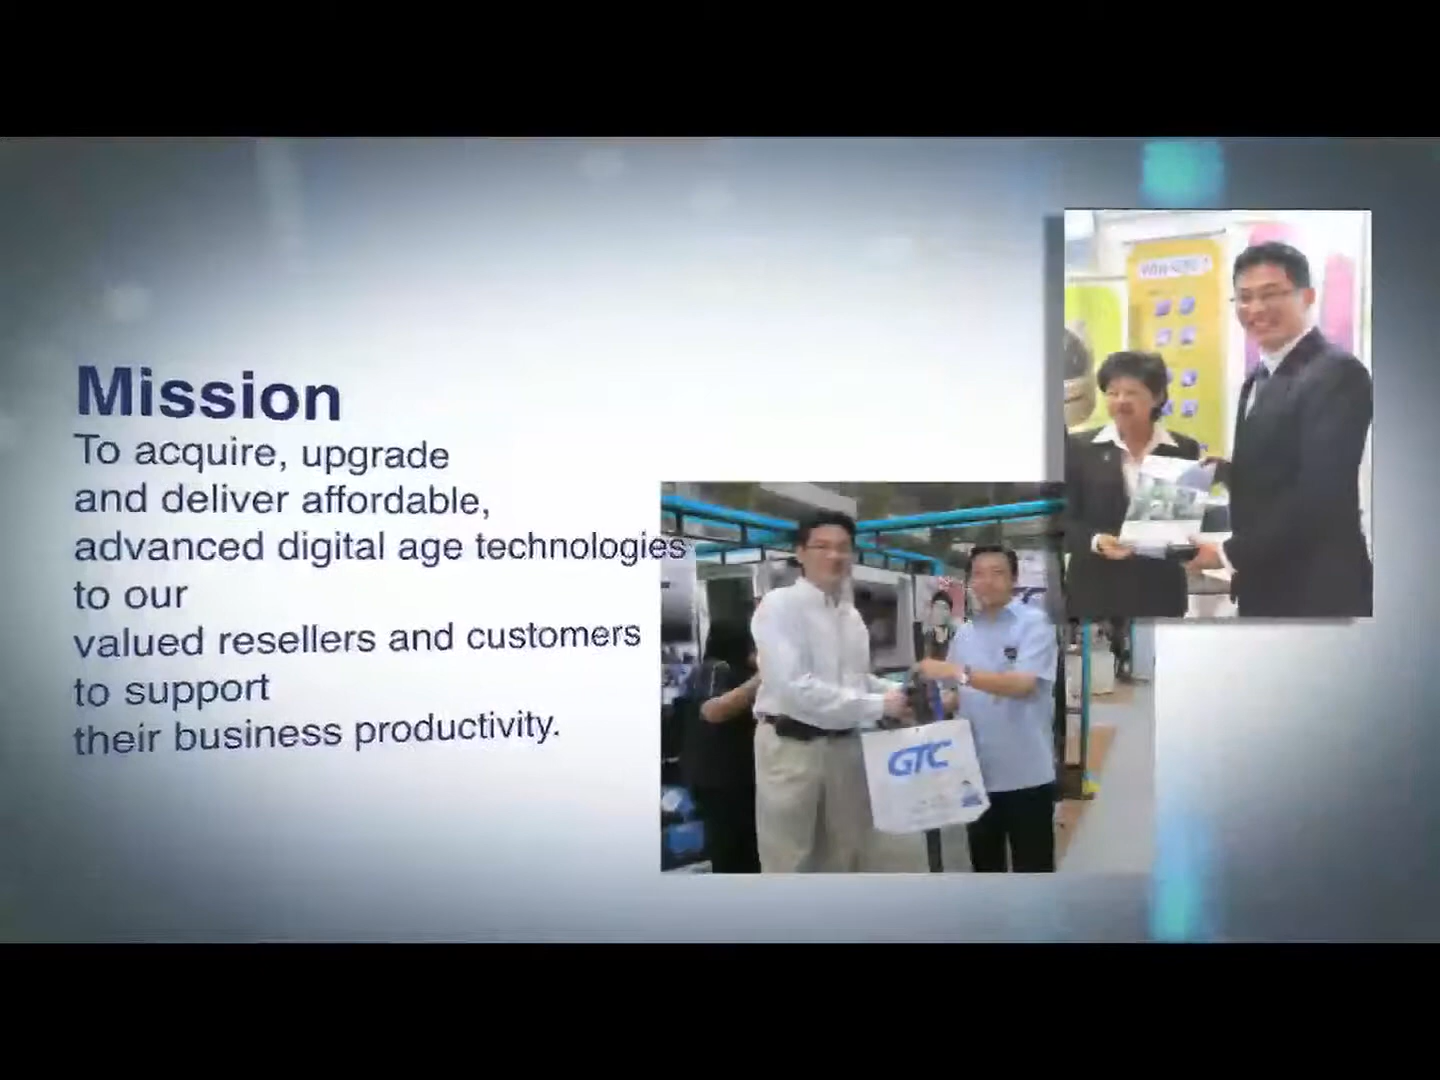 Mission
To acquire, upgrade
and deliver affordable,
advanced digital age technologies
to our
valued resellers and customers
to support
their business productivity.
GTC